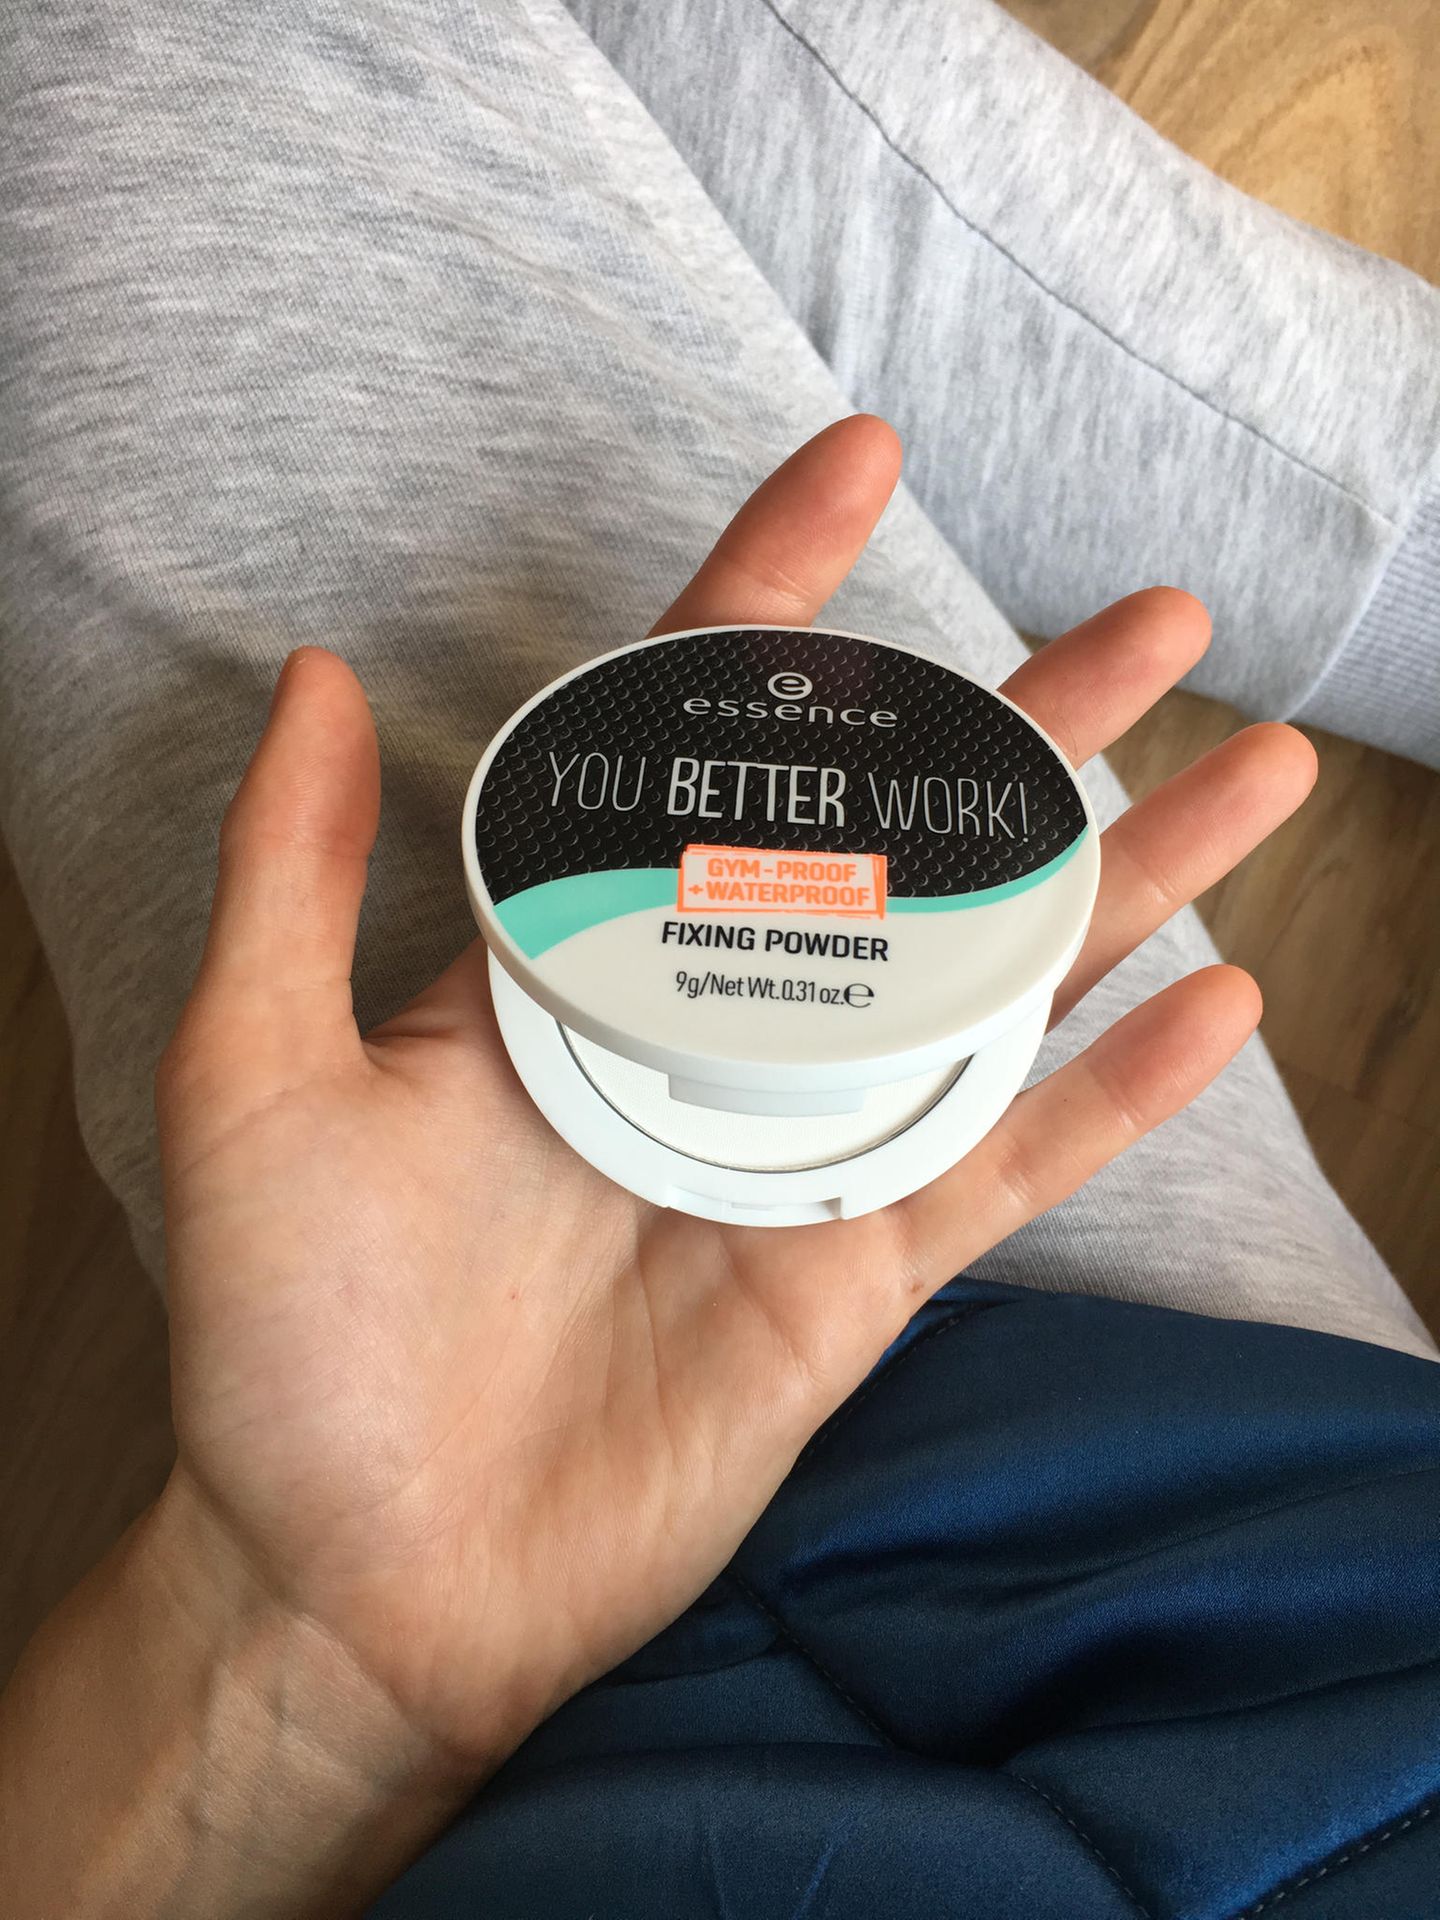 e
essence
YOU BETTER WORK!
GYM-PROOF
+WATERPROOF
FIXING POWDER
9g/Net Wt. 0.31 oz. ℮